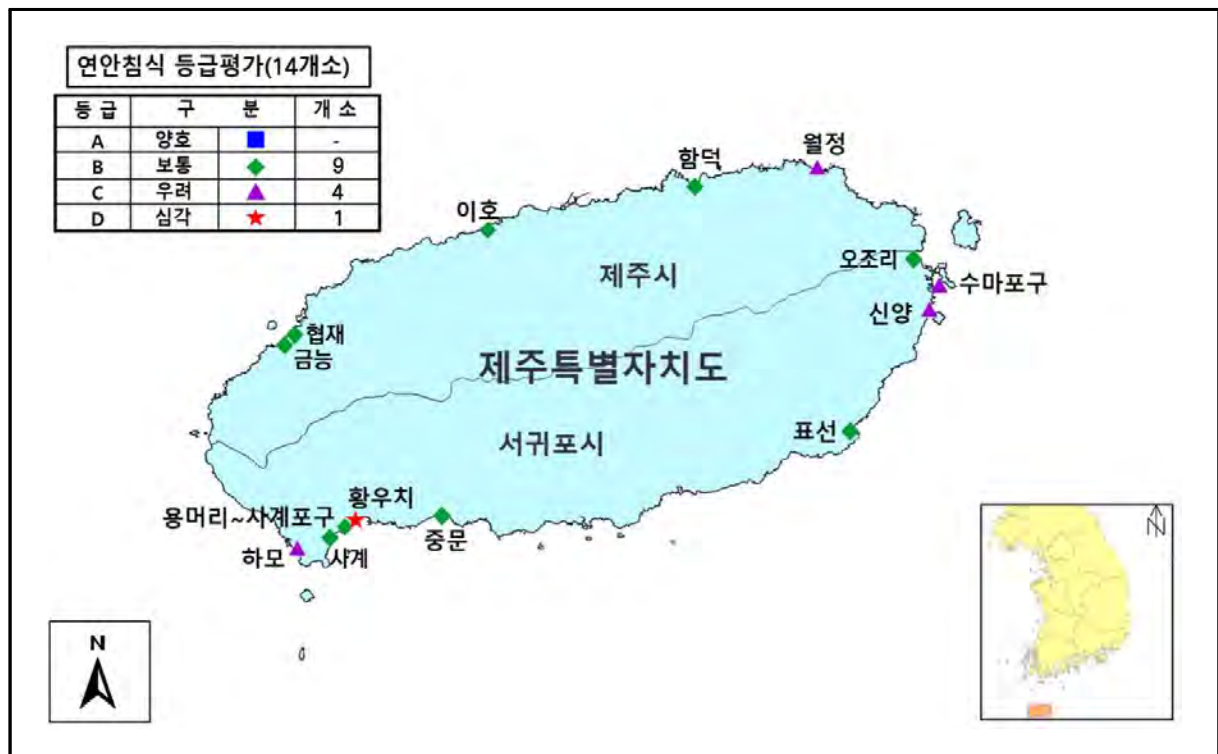 연안침식 등급평가(14개소)
등 급 구 분 개 소
A 양호 -
B 보통 9
C 우려 4
D 심각 1
월정
함덕
이호
오조리
제주시
수마포구
신양
협재
금능
제주특별자치도
표선
서귀포시
황우치
용머리~사계포구
중문
하모
사계
N
N